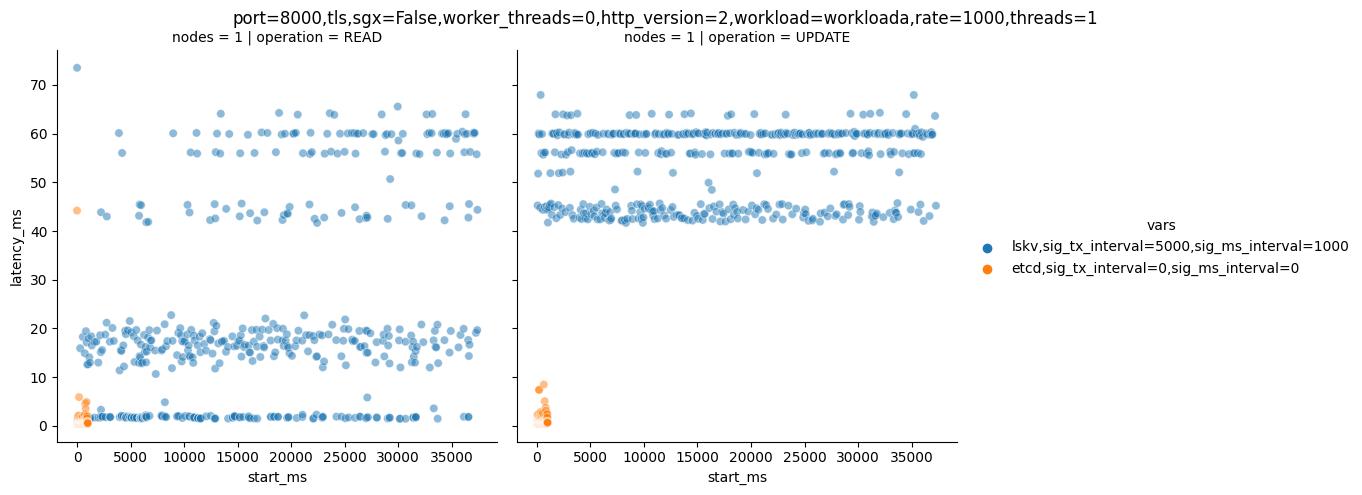 port=8000,tls,sgx=False,worker_threads=0,http_version=2,workload=workloada,rate=1000,threads=1
nodes = 1 | operation = READ
nodes = 1 | operation = UPDATE
latency_ms
70
60
50
40
30
20
10
0
0 5000 10000 15000 20000 25000 30000 35000
start_ms
0 5000 10000 15000 20000 25000 30000 35000
start_ms
vars
lskv,sig_tx_interval=5000,sig_ms_interval=1000
etcd,sig_tx_interval=0,sig_ms_interval=0